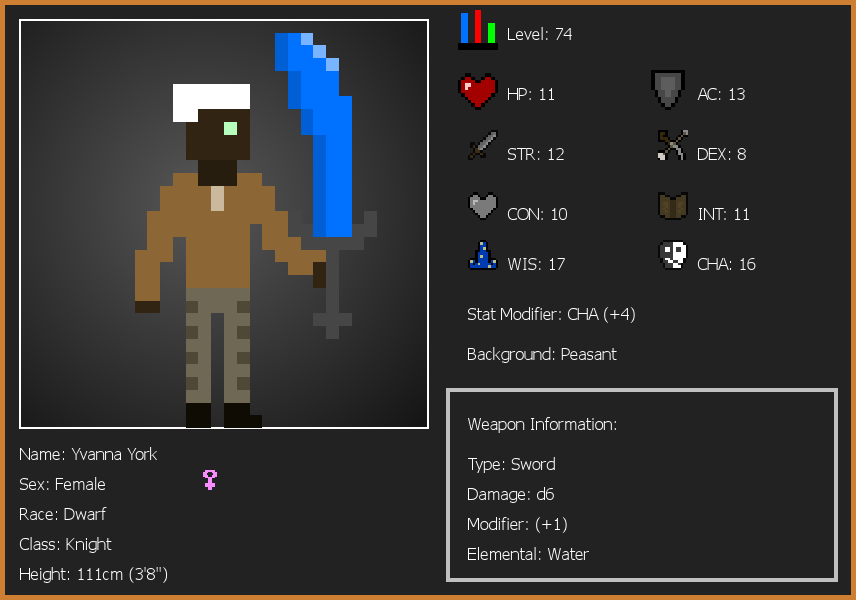 Level: 74
HP: 11
AC: 13
STR: 12
DEX: 8
CON: 10
INT: 11
WIS: 17
CHA: 16
Stat Modifier: CHA (+4)
Background: Peasant
Weapon Information:
Type: Sword
Damage: d6
Modifier: (+1)
Elemental: Water
Name: Yvanna York
Sex: Female
Race: Dwarf
Class: Knight
Height: 111cm (3'8")